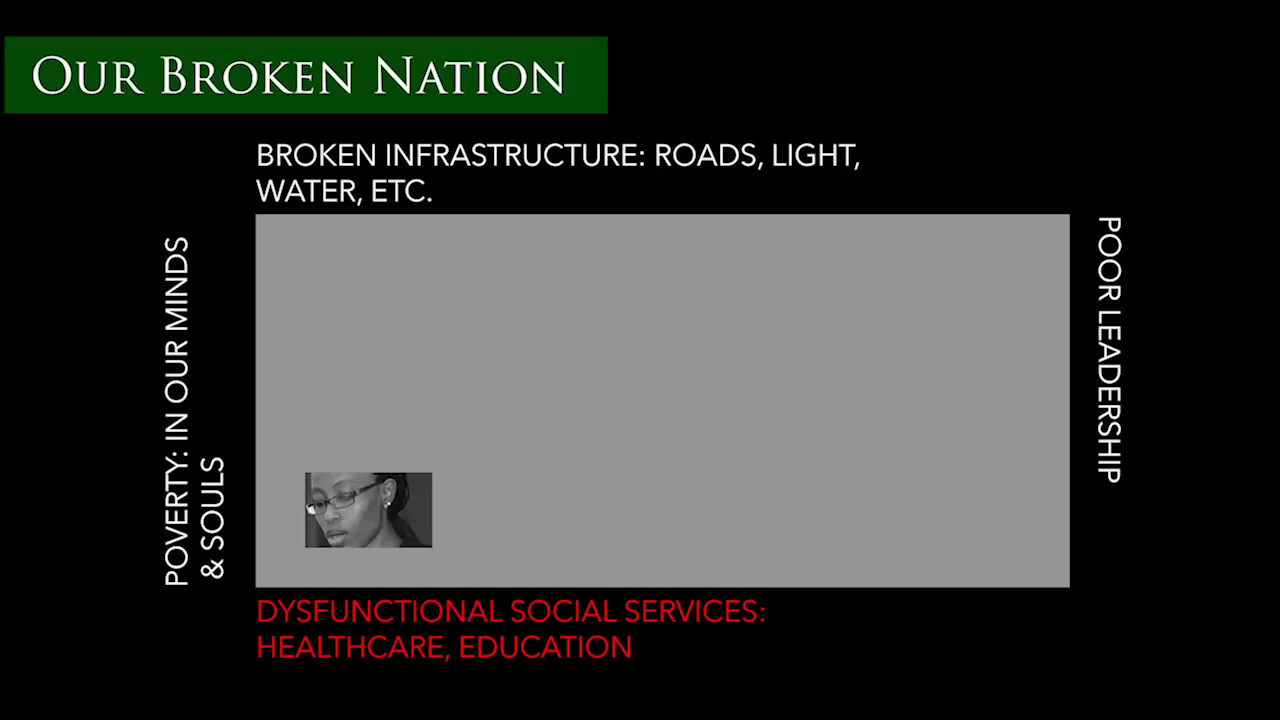 OUR BROKEN NATION
BROKEN INFRASTRUCTURE: ROADS, LIGHT,
WATER, ETC.
POVERTY: IN OUR MINDS
& SOULS
POOR LEADERSHIP
DYSFUNCTIONAL SOCIAL SERVICES:
HEALTHCARE, EDUCATION